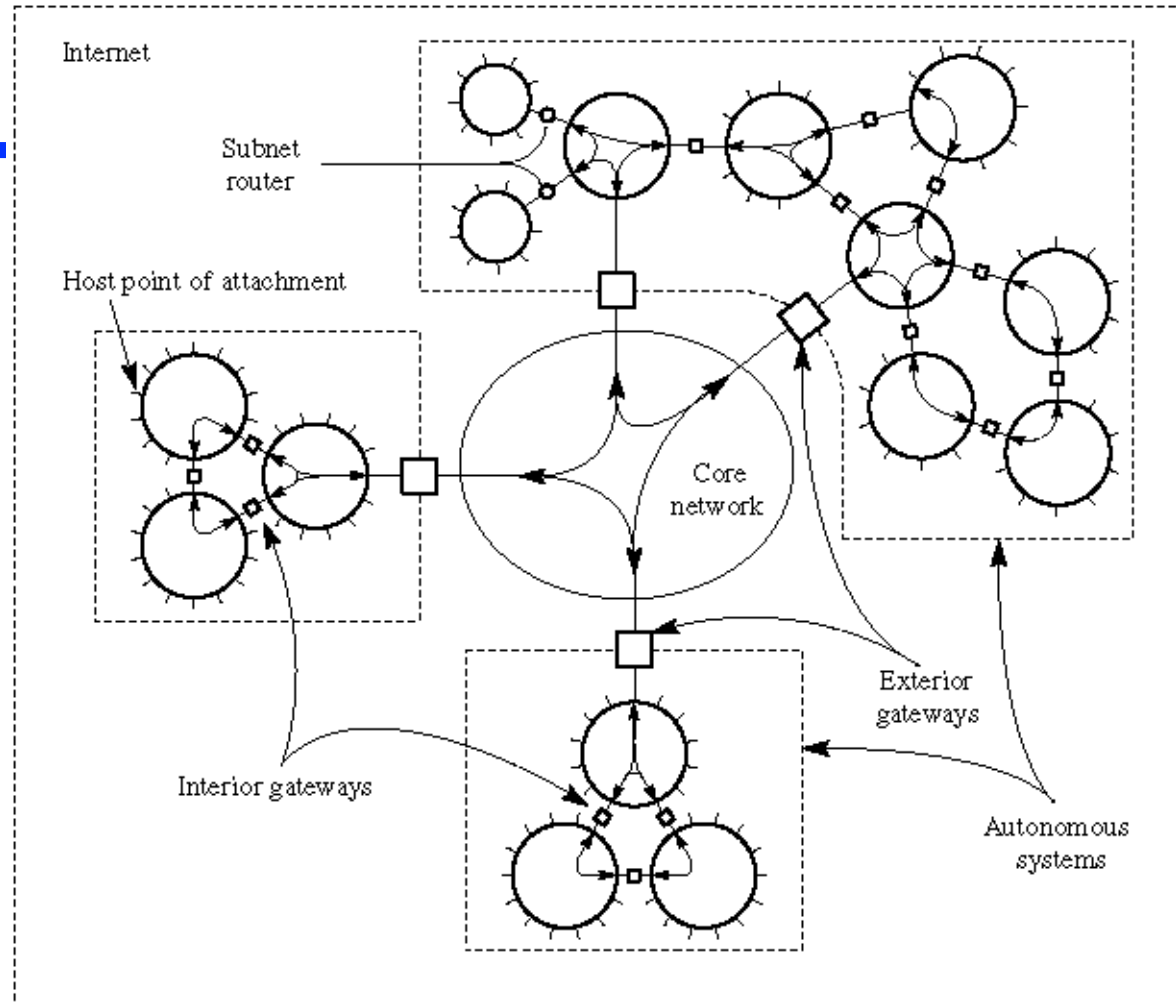 Internet
Subnet
router
Host point of attachment
Core
network
Exterior
gateways
Interior gateways
Autonomous
systems